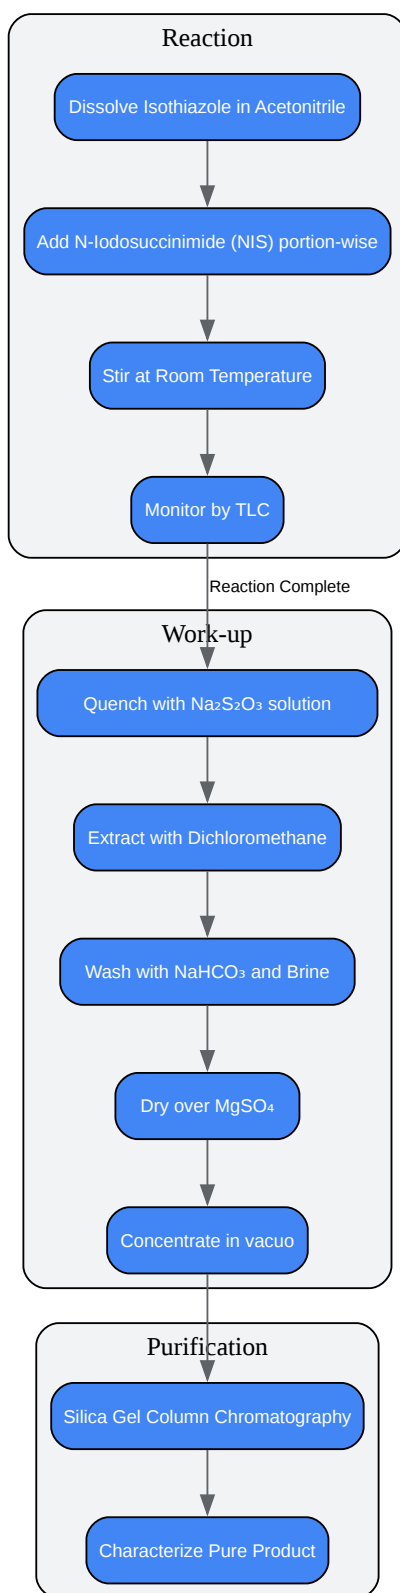 Reaction
Dissolve Isothiazole in Acetonitrile
Add N-Iodosuccinimide (NIS) portion-wise
Stir at Room Temperature
Monitor by TLC
Reaction Complete
Work-up
Quench with Na₂S₂O₃ solution
Extract with Dichloromethane
Wash with NaHCO₃ and Brine
Dry over MgSO₄
Concentrate in vacuo
Purification
Silica Gel Column Chromatography
Characterize Pure Product